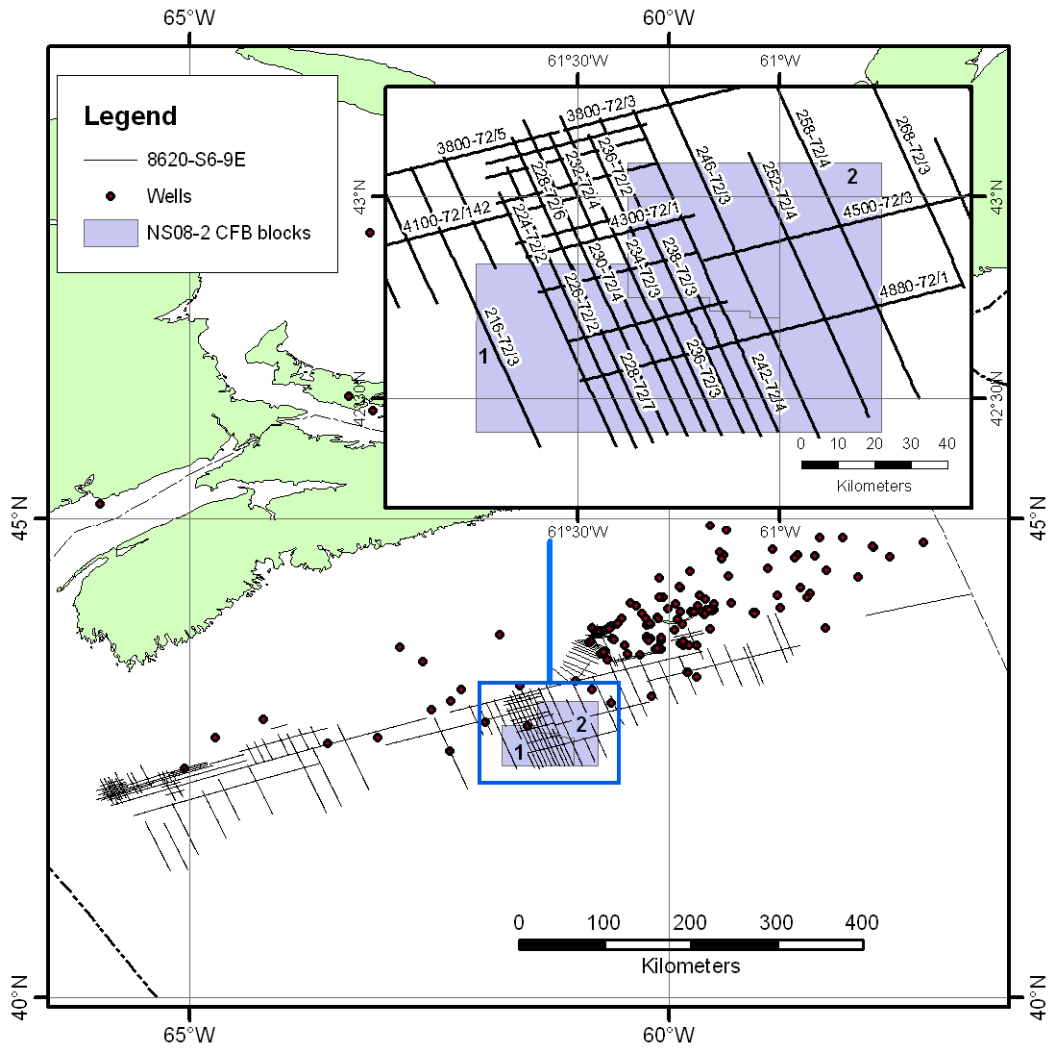 65°W
60°W
Legend
8620-S6-9E
Wells
NS08-2 CFB blocks
61°30'W
61°W
3800-72/5
3800-72/3
228-72/6
232-72/4
236-72/2
246-72/3
258-72/4
268-72/3
252-72/4
2
43°N
43°N
4100-72/142
224-72/2
4300-72/1
4500-72/3
230-72/4
234-72/3
238-72/3
226-72/2
4880-72/1
216-72/3
1
228-72/7
236-72/3
242-72/4
42°30'N
42°30'N
0 10 20 30 40
Kilometers
61°30'W
61°W
45°N
45°N
1
2
0 100 200 300 400
Kilometers
40°N
40°N
65°W
60°W